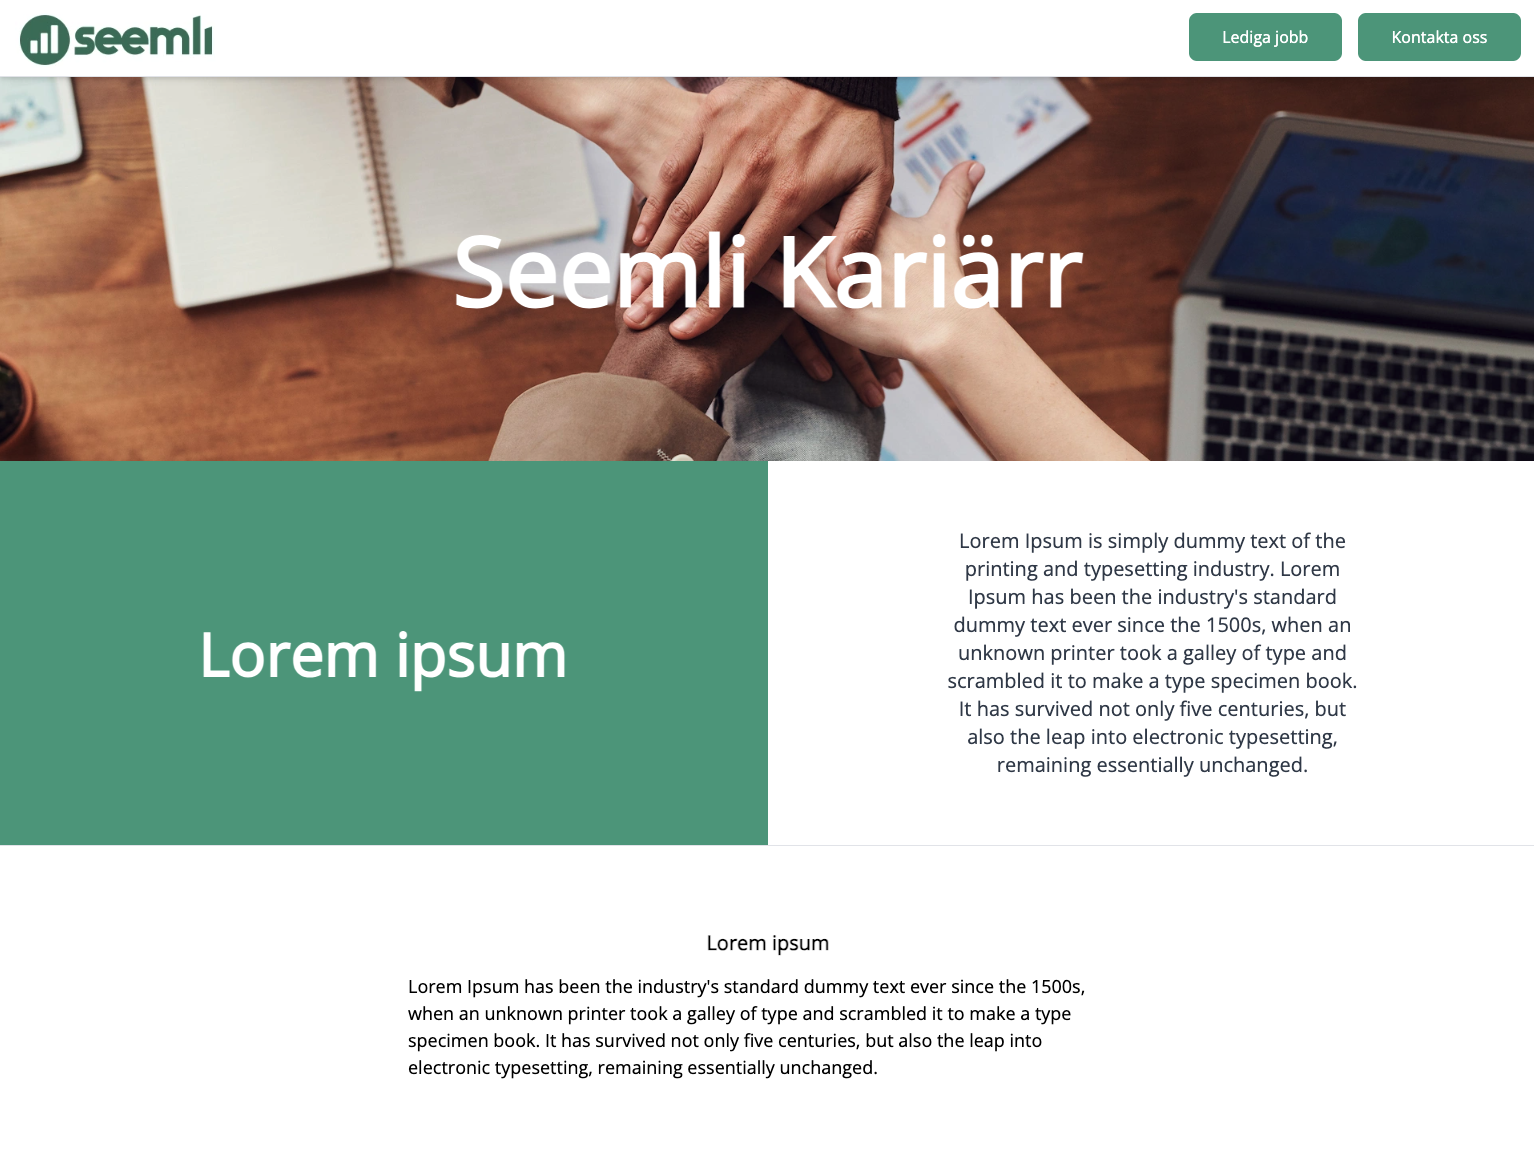 seemli
Lediga jobb
Kontakta oss
Seemli Kariärr
Lorem ipsum
Lorem Ipsum is simply dummy text of the
printing and typesetting industry. Lorem
Ipsum has been the industry's standard
dummy text ever since the 1500s, when an
unknown printer took a galley of type and
scrambled it to make a type specimen book.
It has survived not only five centuries, but
also the leap into electronic typesetting,
remaining essentially unchanged.
Lorem ipsum
Lorem Ipsum has been the industry's standard dummy text ever since the 1500s,
when an unknown printer took a galley of type and scrambled it to make a type
specimen book. It has survived not only five centuries, but also the leap into
electronic typesetting, remaining essentially unchanged.